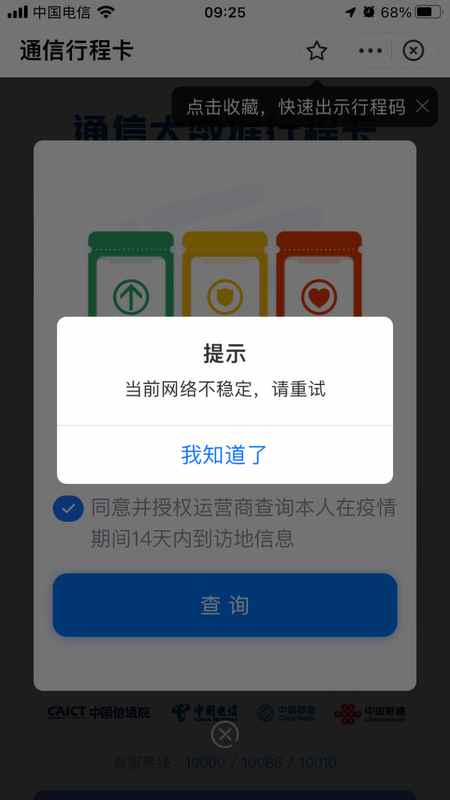 中国电信
09:25
68%
通信行程卡
点击收藏，快速出示行程码
通信大数据行程卡
提示
当前网络不稳定，请重试
我知道了
同意并授权运营商查询本人在疫情
期间14天内到访地信息
查 询
CAICT 中国信通院
中国电信
中国移动
China Mobile
中国联通
客服热线：10000 / 10086 / 10010